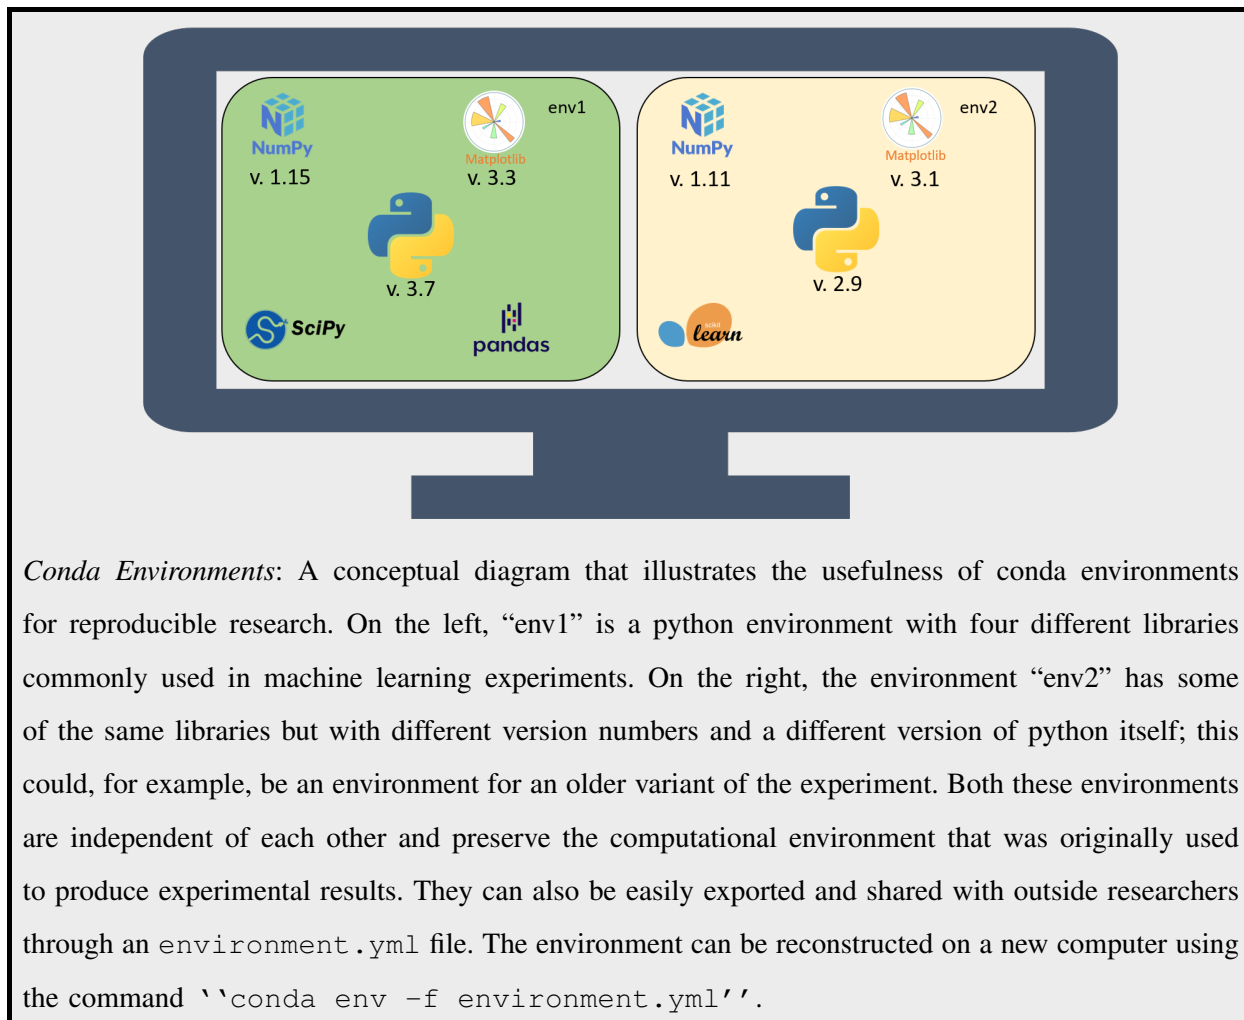 NumPy
v. 1.15
Matplotlib
v. 3.3
env1
v. 3.7
SciPy
pandas
NumPy
v. 1.11
Matplotlib
v. 3.1
env2
v. 2.9
scikit
learn
Conda Environments: A conceptual diagram that illustrates the usefulness of conda environments
for reproducible research. On the left, “env1” is a python environment with four different libraries
commonly used in machine learning experiments. On the right, the environment “env2” has some
of the same libraries but with different version numbers and a different version of python itself; this
could, for example, be an environment for an older variant of the experiment. Both these environments
are independent of each other and preserve the computational environment that was originally used
to produce experimental results. They can also be easily exported and shared with outside researchers
through an environment.yml file. The environment can be reconstructed on a new computer using
the command ‘‘conda env -f environment.yml’’.